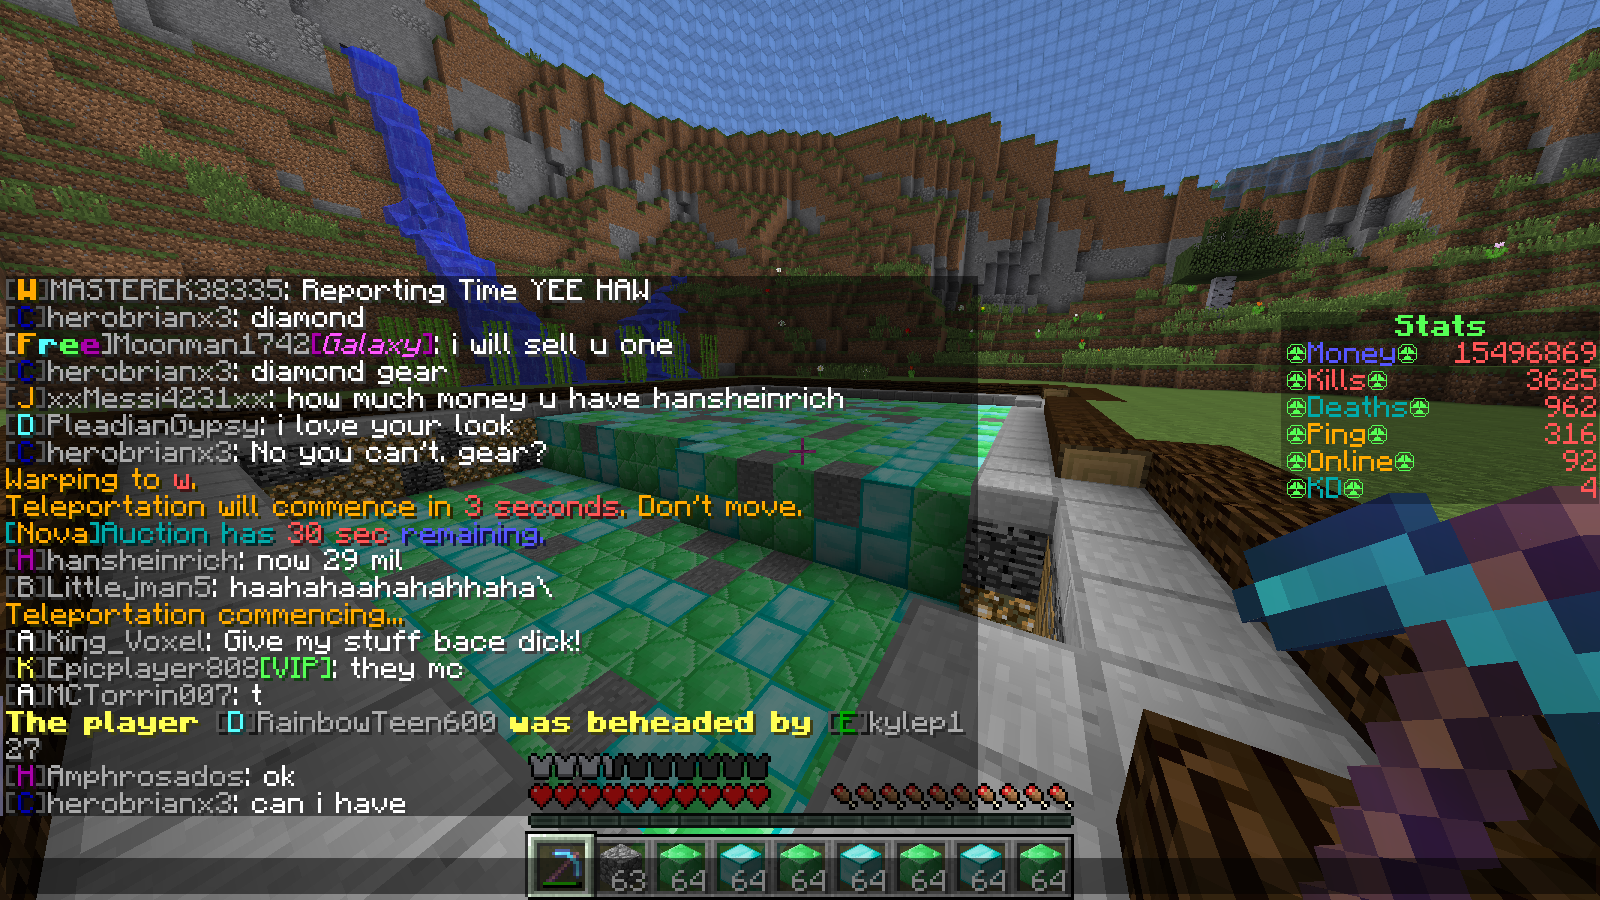 [W]MASTEREK38335: Reporting Time YEE HAW
[C]herobrianx3: diamond
[Free]Moonman1742[Galaxy]: i will sell u one
[C]herobrianx3: diamond gear
[J]xxMessi4231xx: how much money u have hansheinrich
[D]PleadianGypsy: i love your look
[C]herobrianx3: No you can't. gear?
Warping to w.
Teleportation will commence in 3 seconds. Don't move.
[Nova]Auction has 30 sec remaining.
[H]hansheinrich: now 29 mil
[B]Little_jman5: haahahaahahahhaha\
Teleportation commencing...
[A]King_Voxel: Give my stuff bace dick!
[K]Epicplayer808[VIP]: they mc
[A]MCTorrin007: t
The player [D]RainbowTeen600 was beheaded by [E]kylep1
27
[H]Amphrosados: ok
[C]herobrianx3: can i have
Stats
Money 15496869
Kills 3625
Deaths 962
Ping 316
Online 92
KD 4
63 64 64 64 64 64 64 64